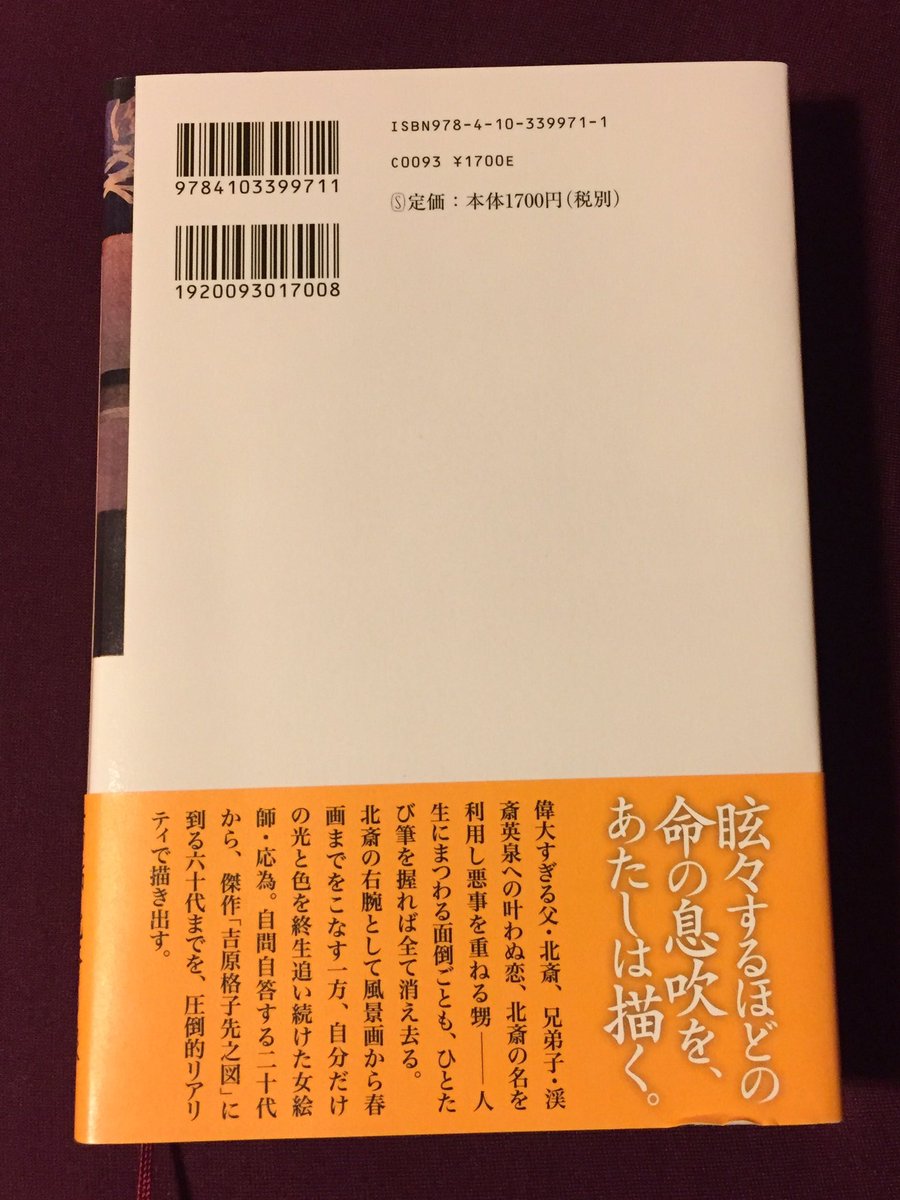 ISBN978-4-10-339971-1
C0093 ¥1700E
Ⓢ定価：本体1700円(税別)
9784103399711
1920093017008
眩々するほどの
命の息吹を、
あたしは描く。
偉大すぎる父・北斎、兄弟子・渓
斎英泉への叶わぬ恋、北斎の名を
利用し悪事を重ねる甥――人
生にまつわる面倒ごとも、ひとた
び筆を握れば全て消え去る。
北斎の右腕として風景画から春
画までをこなす一方、自分だけ
の光と色を終生追い続けた女絵
師・応為。自問自答する二十代
から、傑作「吉原格子先之図」に
到る六十代までを、圧倒的リアリ
ティで描き出す。